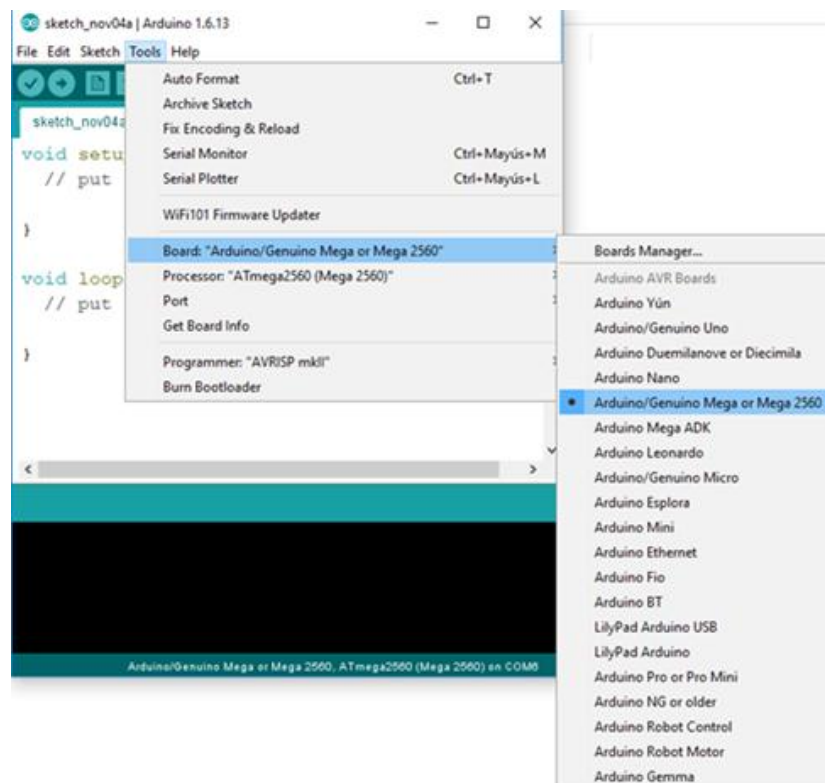 sketch_nov04a | Arduino 1.6.13
File Edit Sketch Tools Help
sketch_nov04a
void setu
// put
}
void loop
// put
}
Auto Format Ctrl+T
Archive Sketch
Fix Encoding & Reload
Serial Monitor Ctrl+Mayús+M
Serial Plotter Ctrl+Mayús+L
WiFi101 Firmware Updater
Board: "Arduino/Genuino Mega or Mega 2560"
Processor: "ATmega2560 (Mega 2560)"
Port
Get Board Info
Programmer: "AVRISP mkII"
Burn Bootloader
Boards Manager...
Arduino AVR Boards
Arduino Yún
Arduino/Genuino Uno
Arduino Duemilanove or Diecimila
Arduino Nano
Arduino/Genuino Mega or Mega 2560
Arduino Mega ADK
Arduino Leonardo
Arduino/Genuino Micro
Arduino Esplora
Arduino Mini
Arduino Ethernet
Arduino Fio
Arduino BT
LilyPad Arduino USB
LilyPad Arduino
Arduino Pro or Pro Mini
Arduino NG or older
Arduino Robot Control
Arduino Robot Motor
Arduino Gemma
Arduino/Genuino Mega or Mega 2560, ATmega2560 (Mega 2560) on COM6